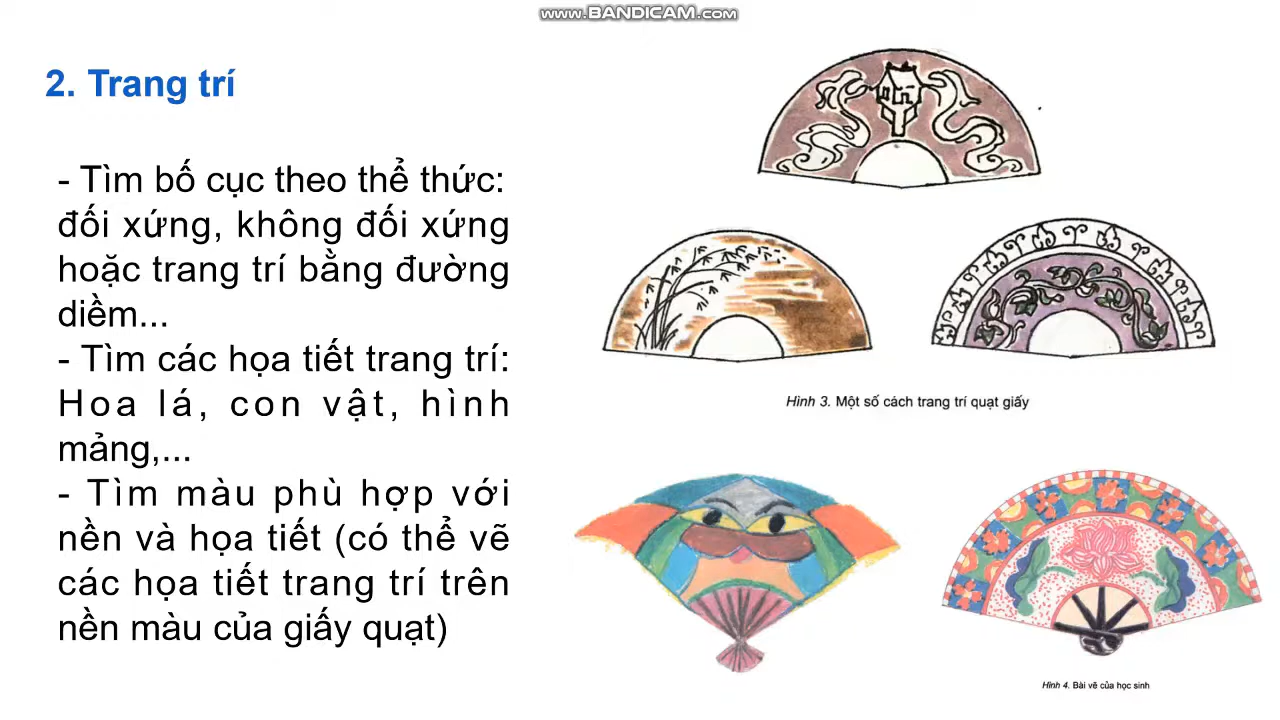 www.BANDICAM.com
2. Trang trí
- Tìm bố cục theo thể thức:
đối xứng, không đối xứng
hoặc trang trí bằng đường
diềm...
- Tìm các họa tiết trang trí:
Hoa lá, con vật, hình
mảng,...
- Tìm màu phù hợp với
nền và họa tiết (có thể vẽ
các họa tiết trang trí trên
nền màu của giấy quạt)
Hình 3. Một số cách trang trí quạt giấy
Hình 4. Bài vẽ của học sinh